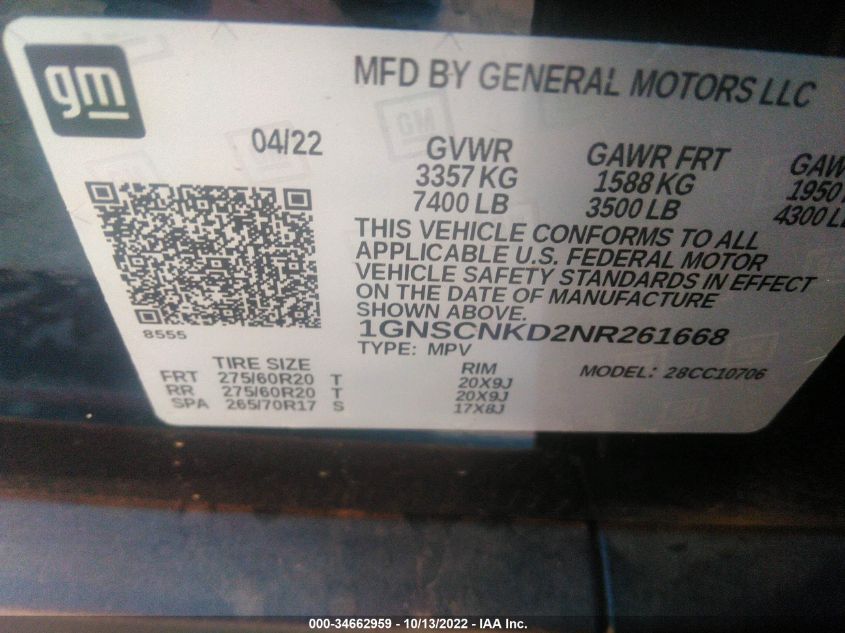 gm
MFD BY GENERAL MOTORS LLC
04/22
GVWR GAWR FRT GAW
3357 KG 1588 KG 1950
7400 LB 3500 LB 4300 L
THIS VEHICLE CONFORMS TO ALL
APPLICABLE U.S. FEDERAL MOTOR
VEHICLE SAFETY STANDARDS IN EFFECT
ON THE DATE OF MANUFACTURE
SHOWN ABOVE.
8555
1GNSCNKD2NR261668
TYPE: MPV
TIRE SIZE RIM MODEL: 28CC10706
FRT 275/60R20 T 20X9J
RR 275/60R20 T 20X9J
SPA 265/70R17 S 17X8J
000-34662959 - 10/13/2022 - IAA Inc.